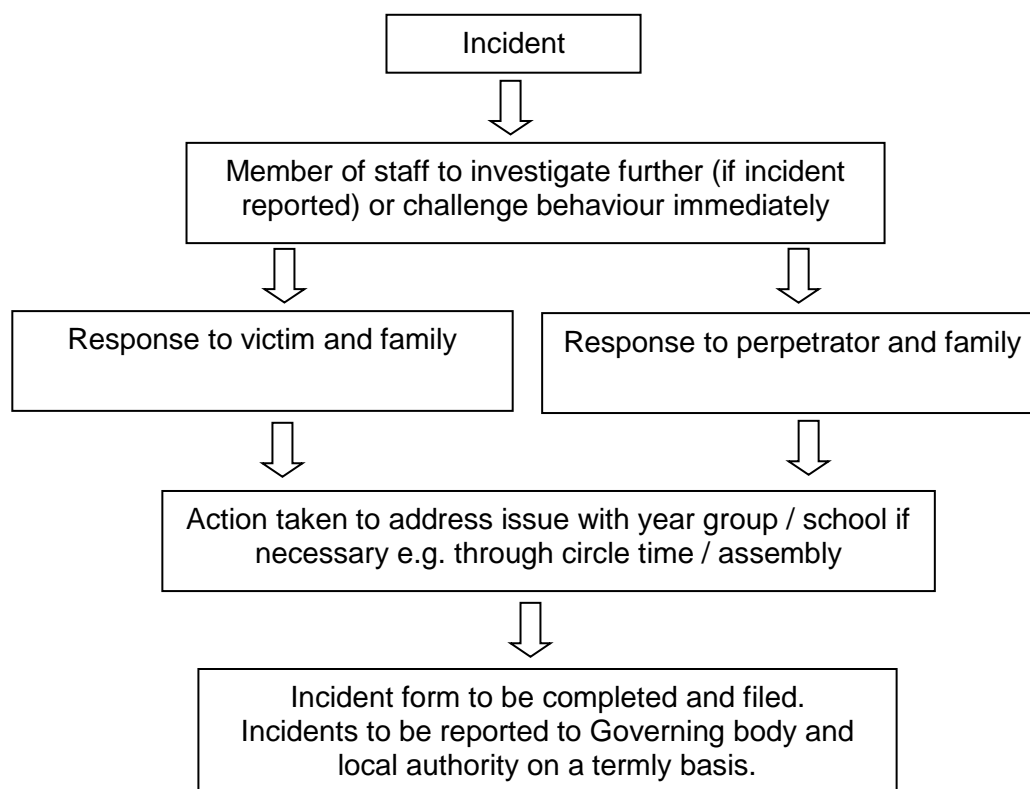 Incident
Member of staff to investigate further (if incident
reported) or challenge behaviour immediately
Response to victim and family
Response to perpetrator and family
Action taken to address issue with year group / school if
necessary e.g. through circle time / assembly
Incident form to be completed and filed.
Incidents to be reported to Governing body and
local authority on a termly basis.